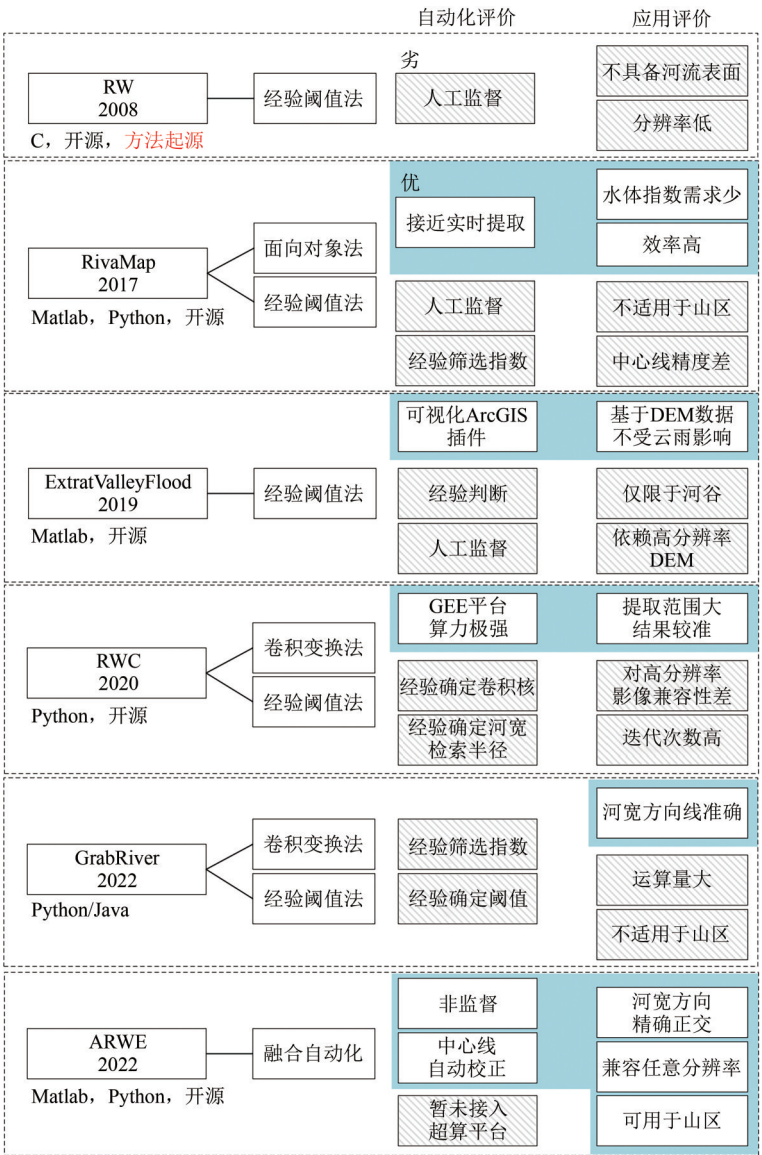 自动化评价 应用评价
劣
RW
2008
经验阈值法
人工监督
不具备河流表面
分辨率低
C，开源，方法起源
优
RivaMap
2017
面向对象法
经验阈值法
接近实时提取
水体指数需求少
效率高
人工监督
不适用于山区
经验筛选指数
中心线精度差
Matlab，Python，开源
ExtratValleyFlood
2019
经验阈值法
可视化ArcGIS
插件
基于DEM数据
不受云雨影响
经验判断
仅限于河谷
人工监督
依赖高分辨率
DEM
Matlab，开源
RWC
2020
卷积变换法
经验阈值法
GEE平台
算力极强
提取范围大
结果较准
经验确定卷积核
对高分辨率
影像兼容性差
经验确定河宽
检索半径
迭代次数高
Python，开源
GrabRiver
2022
卷积变换法
经验阈值法
河宽方向线准确
经验筛选指数
运算量大
经验确定阈值
不适用于山区
Python/Java
ARWE
2022
融合自动化
非监督
河宽方向
精确正交
中心线
自动校正
兼容任意分辨率
暂未接入
超算平台
可用于山区
Matlab，Python，开源